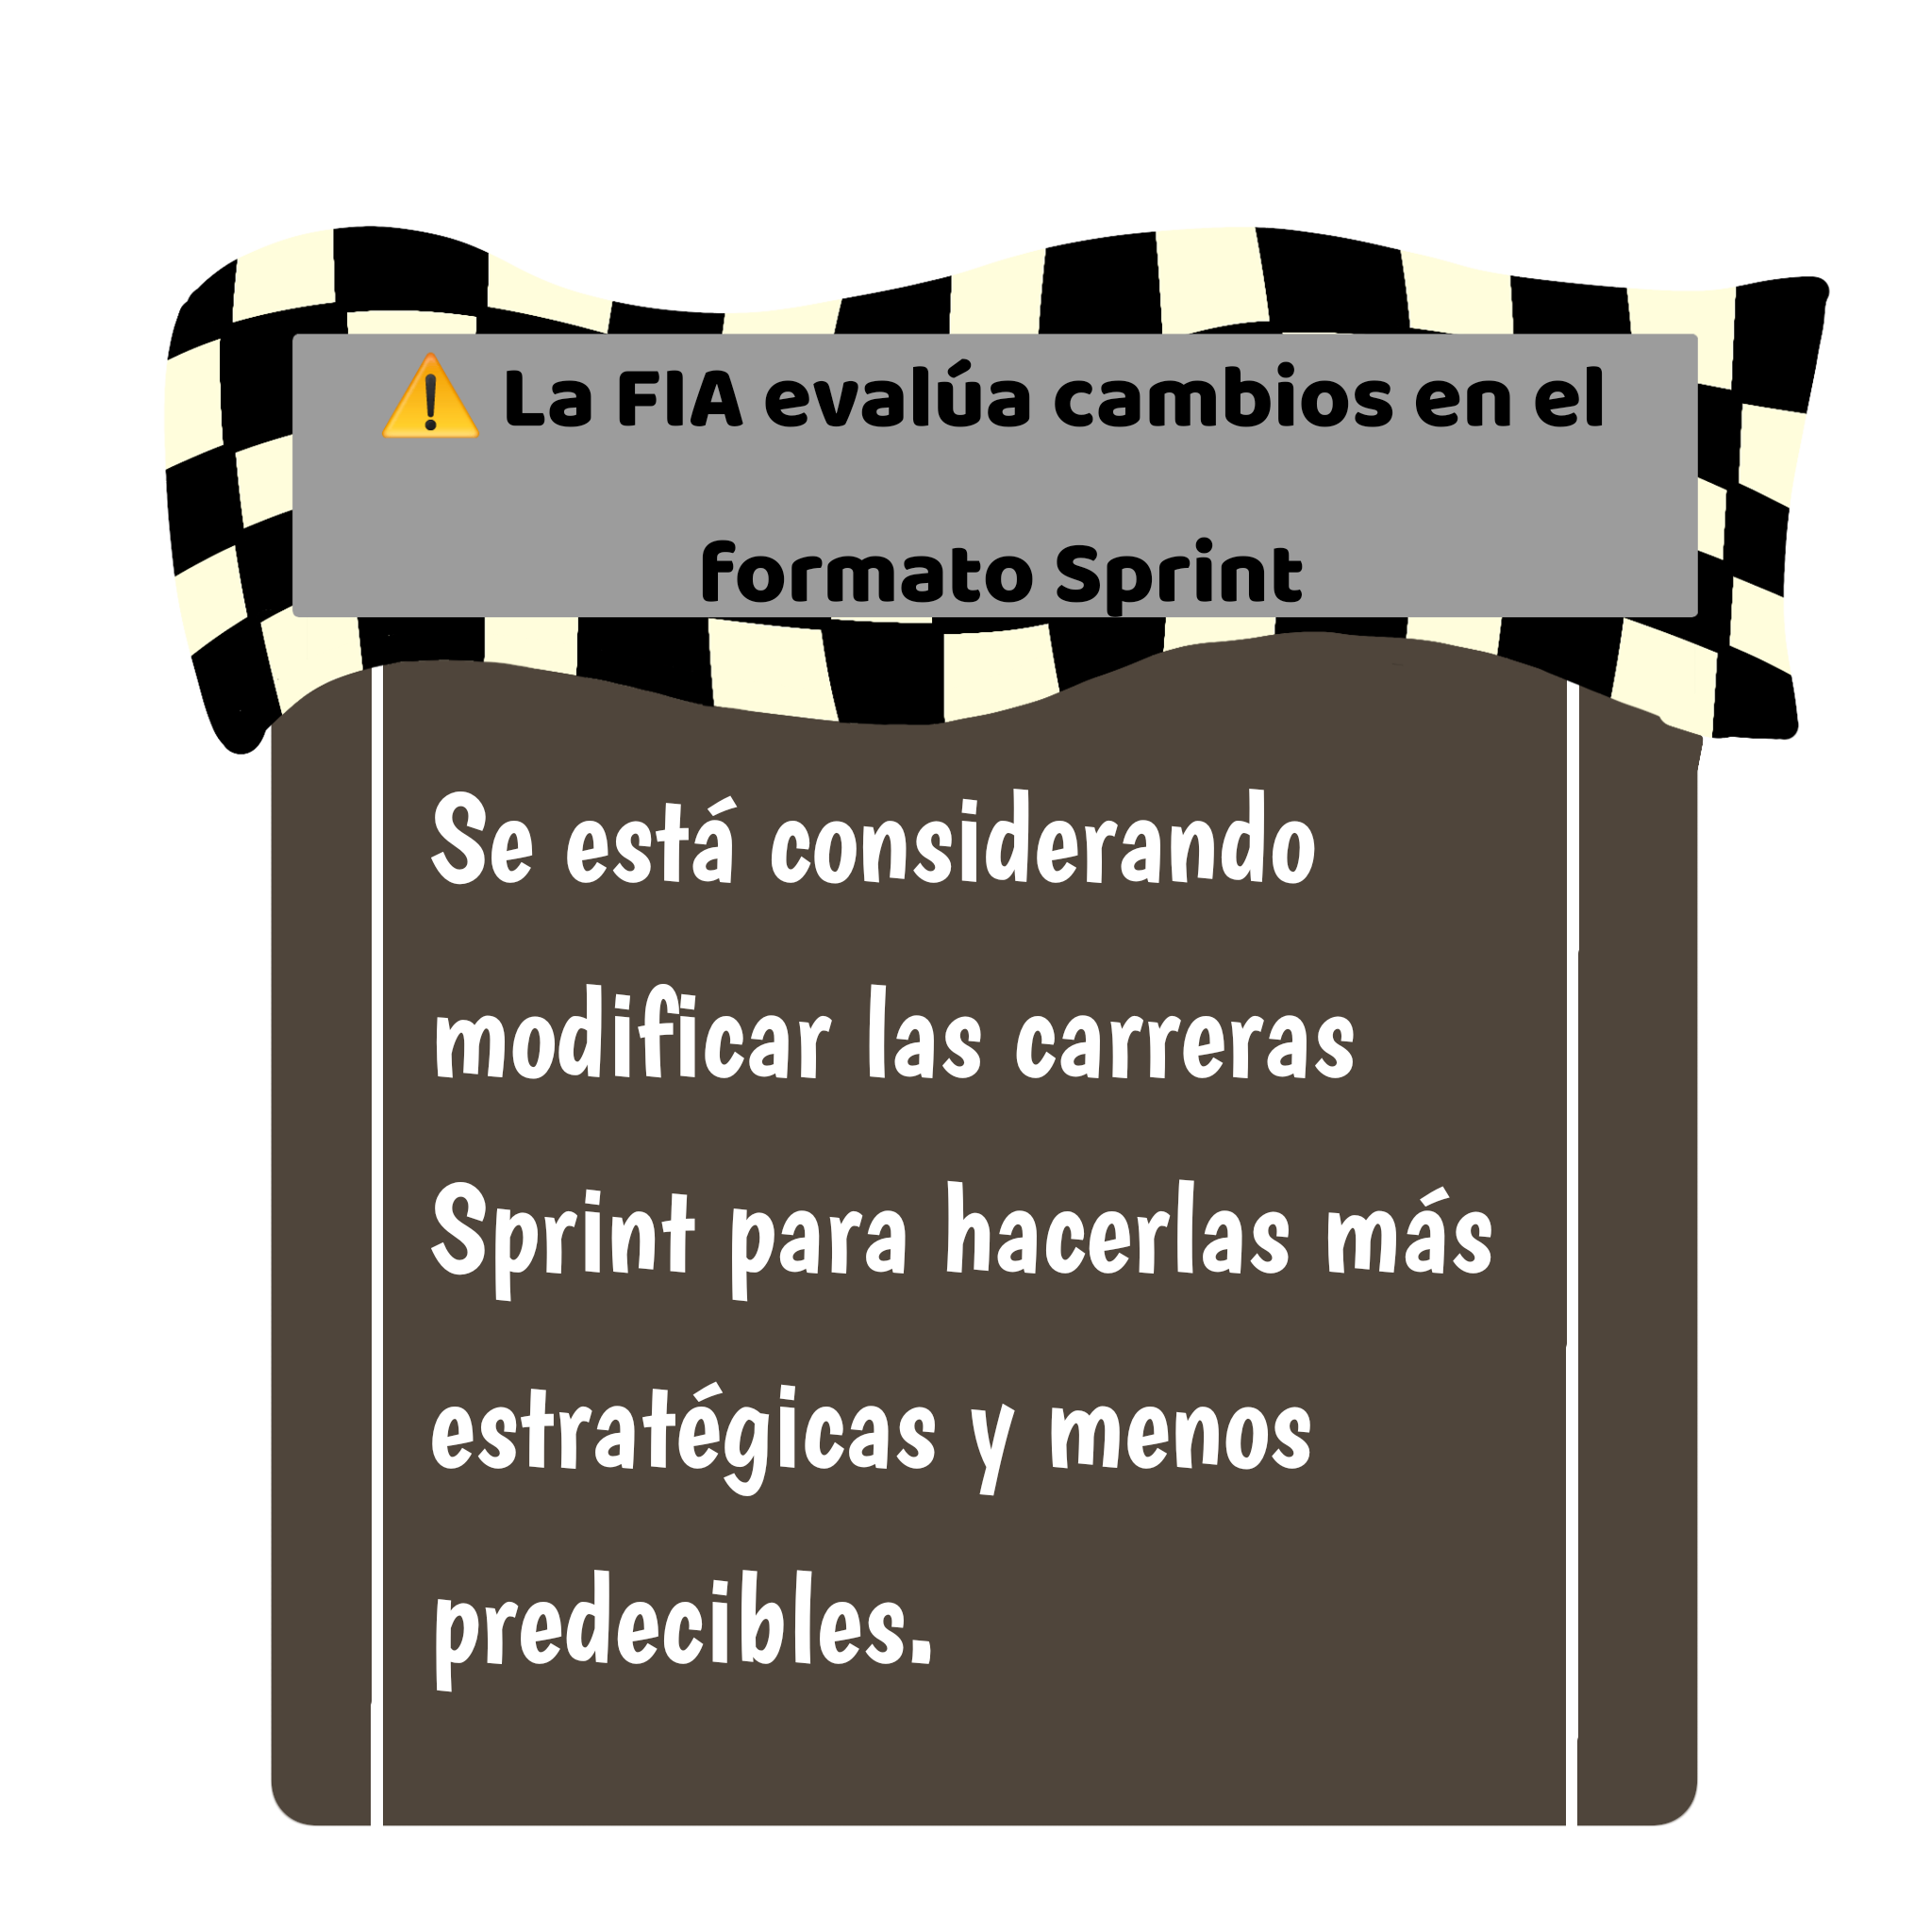 ⚠️ La FIA evalúa cambios en el
formato Sprint
Se está considerando
modificar las carreras
Sprint para hacerlas más
estratégicas y menos
predecibles.